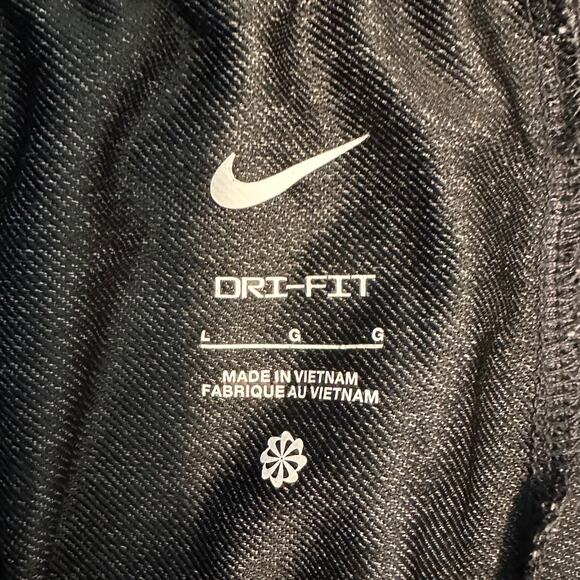 DRI-FIT
L G G
MADE IN VIETNAM
FABRIQUE AU VIETNAM